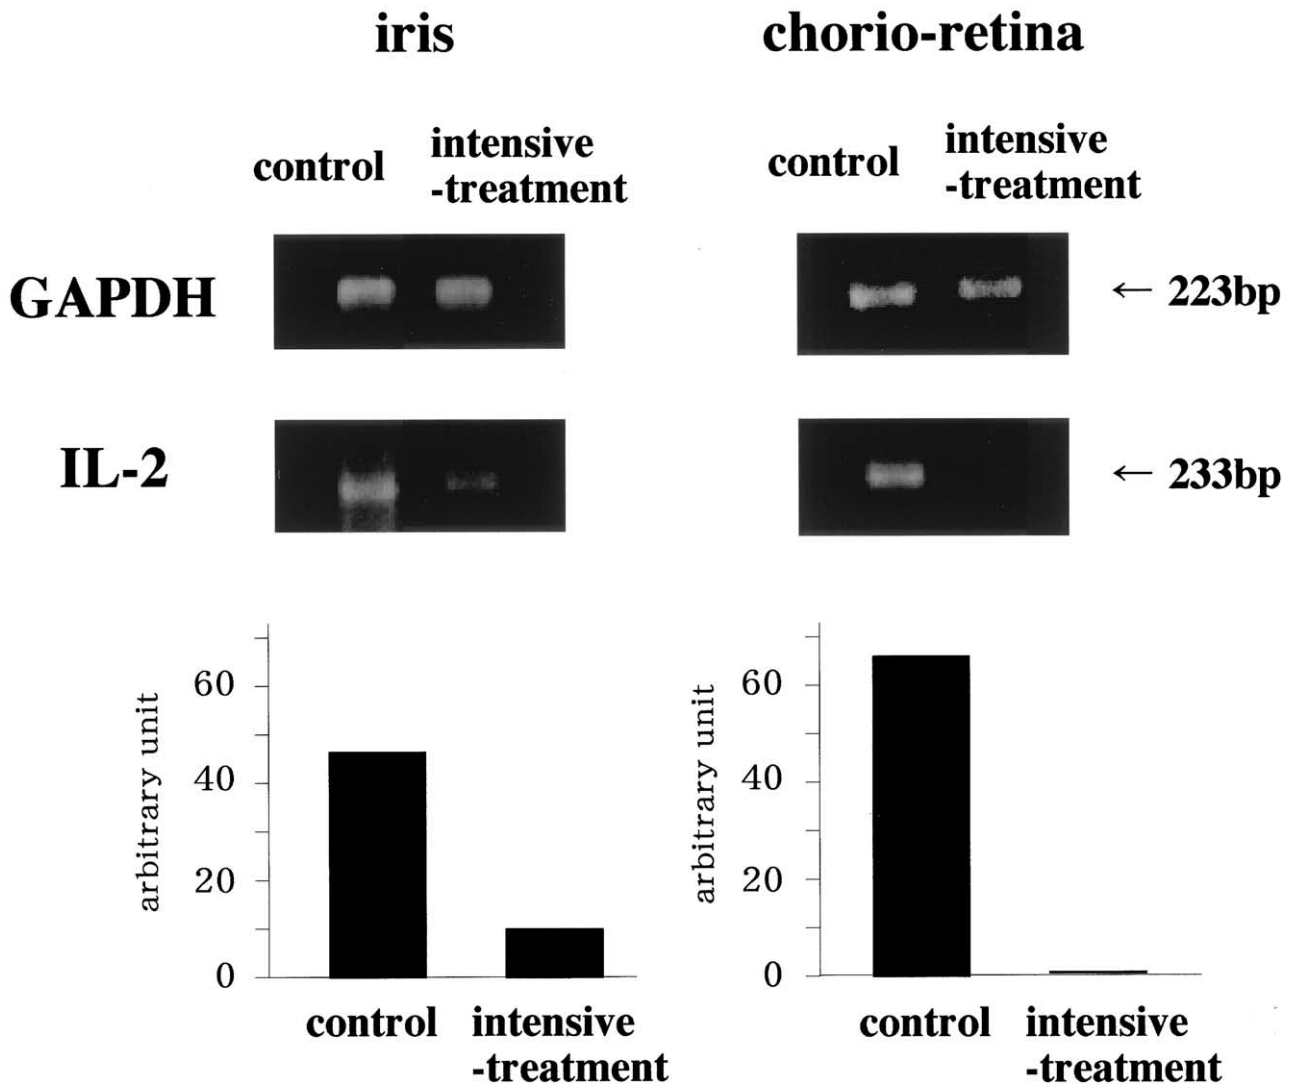 iris
chorio-retina
control
intensive
-treatment
control
intensive
-treatment
GAPDH
← 223bp
IL-2
← 233bp
arbitrary unit
60
40
20
0
control
intensive
-treatment
arbitrary unit
60
40
20
0
control
intensive
-treatment